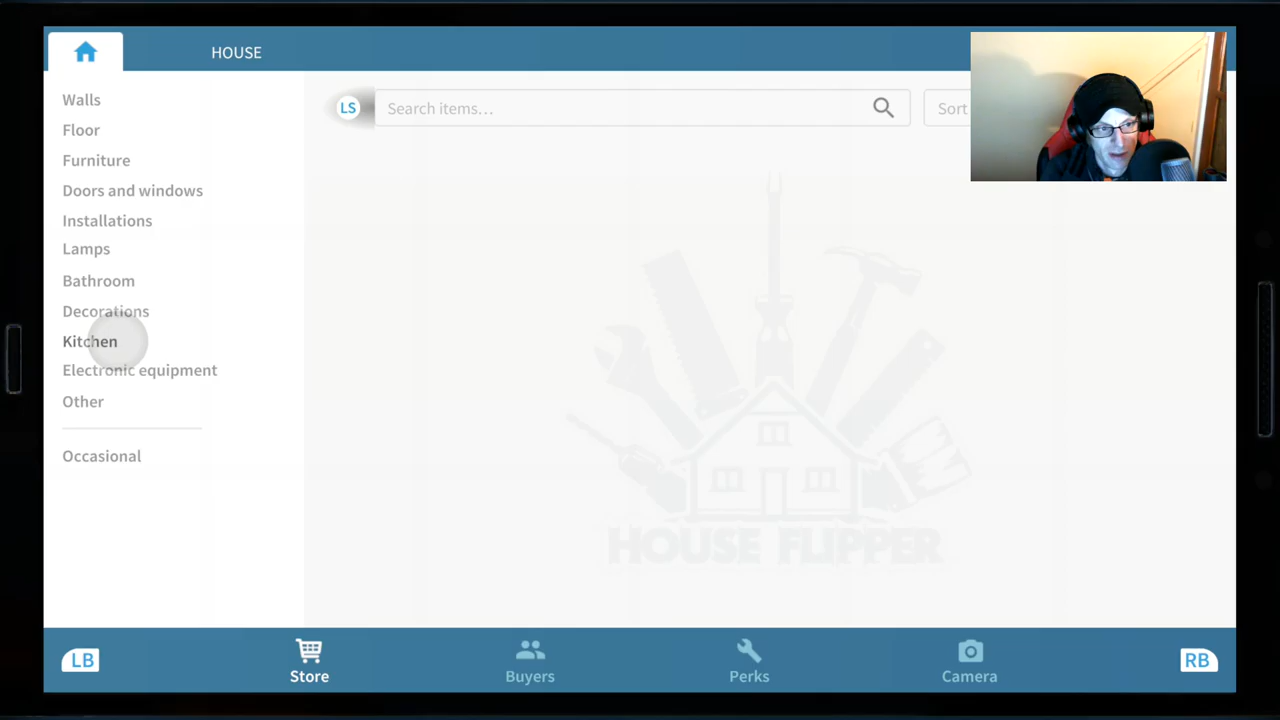 HOUSE
LS
Search items...
Sort
Walls
Floor
Furniture
Doors and windows
Installations
Lamps
Bathroom
Decorations
Kitchen
Electronic equipment
Other
Occasional
HOUSE FLIPPER
LB
Store
Buyers
Perks
Camera
RB